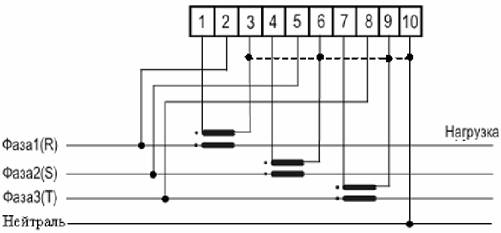 1 2 3 4 5 6 7 8 9 10
Нагрузка
Фаза1(R)
Фаза2(S)
Фаза3(T)
Нейтраль